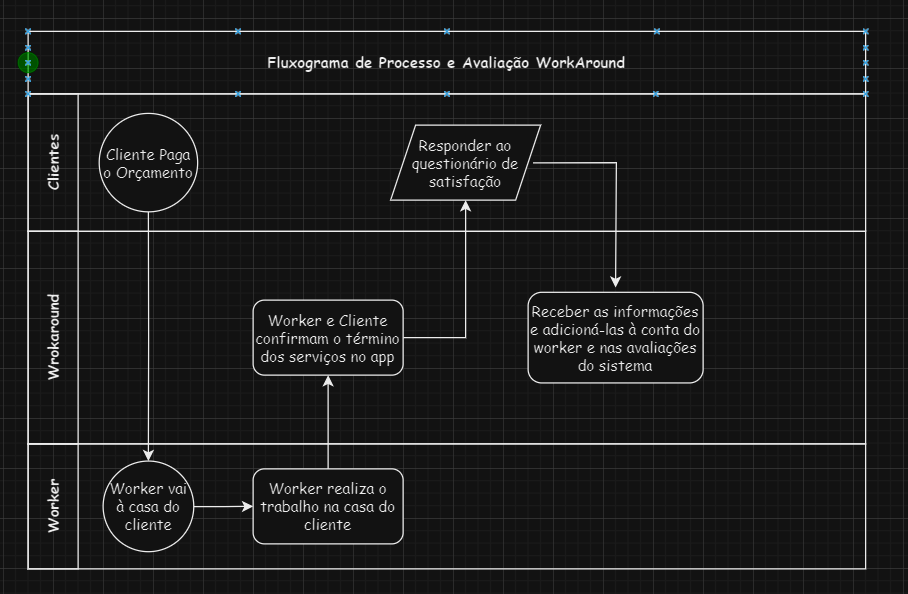 Fluxograma de Processo e Avaliação WorkAround
Clientes
Cliente Paga
o Orçamento
Responder ao
questionário de
satisfação
Wrokaround
Worker e Cliente
confirmam o término
dos serviços no app
Receber as informações
e adicioná-las à conta do
worker e nas avaliações
do sistema
Worker
Worker vai
à casa do
cliente
Worker realiza o
trabalho na casa do
cliente